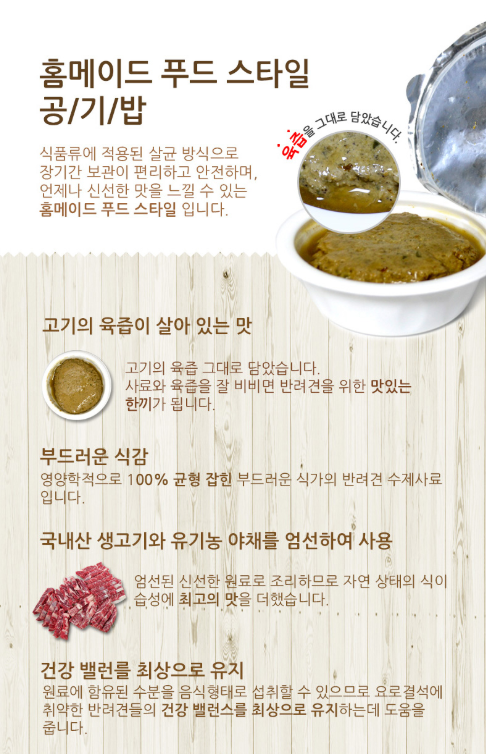 홈메이드 푸드 스타일
공/기/밥
육즙을 그대로 담았습니다.
식품류에 적용된 살균 방식으로
장기간 보관이 편리하고 안전하며,
언제나 신선한 맛을 느낄 수 있는
홈메이드 푸드 스타일 입니다.
고기의 육즙이 살아 있는 맛
고기의 육즙 그대로 담았습니다.
사료와 육즙을 잘 비비면 반려견을 위한 맛있는
한끼가 됩니다.
부드러운 식감
영양학적으로 100% 균형 잡힌 부드러운 식가의 반려견 수제사료
입니다.
국내산 생고기와 유기농 야채를 엄선하여 사용
엄선된 신선한 원료로 조리하므로 자연 상태의 식이
습성에 최고의 맛을 더했습니다.
건강 밸런를 최상으로 유지
원료에 함유된 수분을 음식형태로 섭취할 수 있으므로 요로결석에
취약한 반려견들의 건강 밸런스를 최상으로 유지하는데 도움을
줍니다.